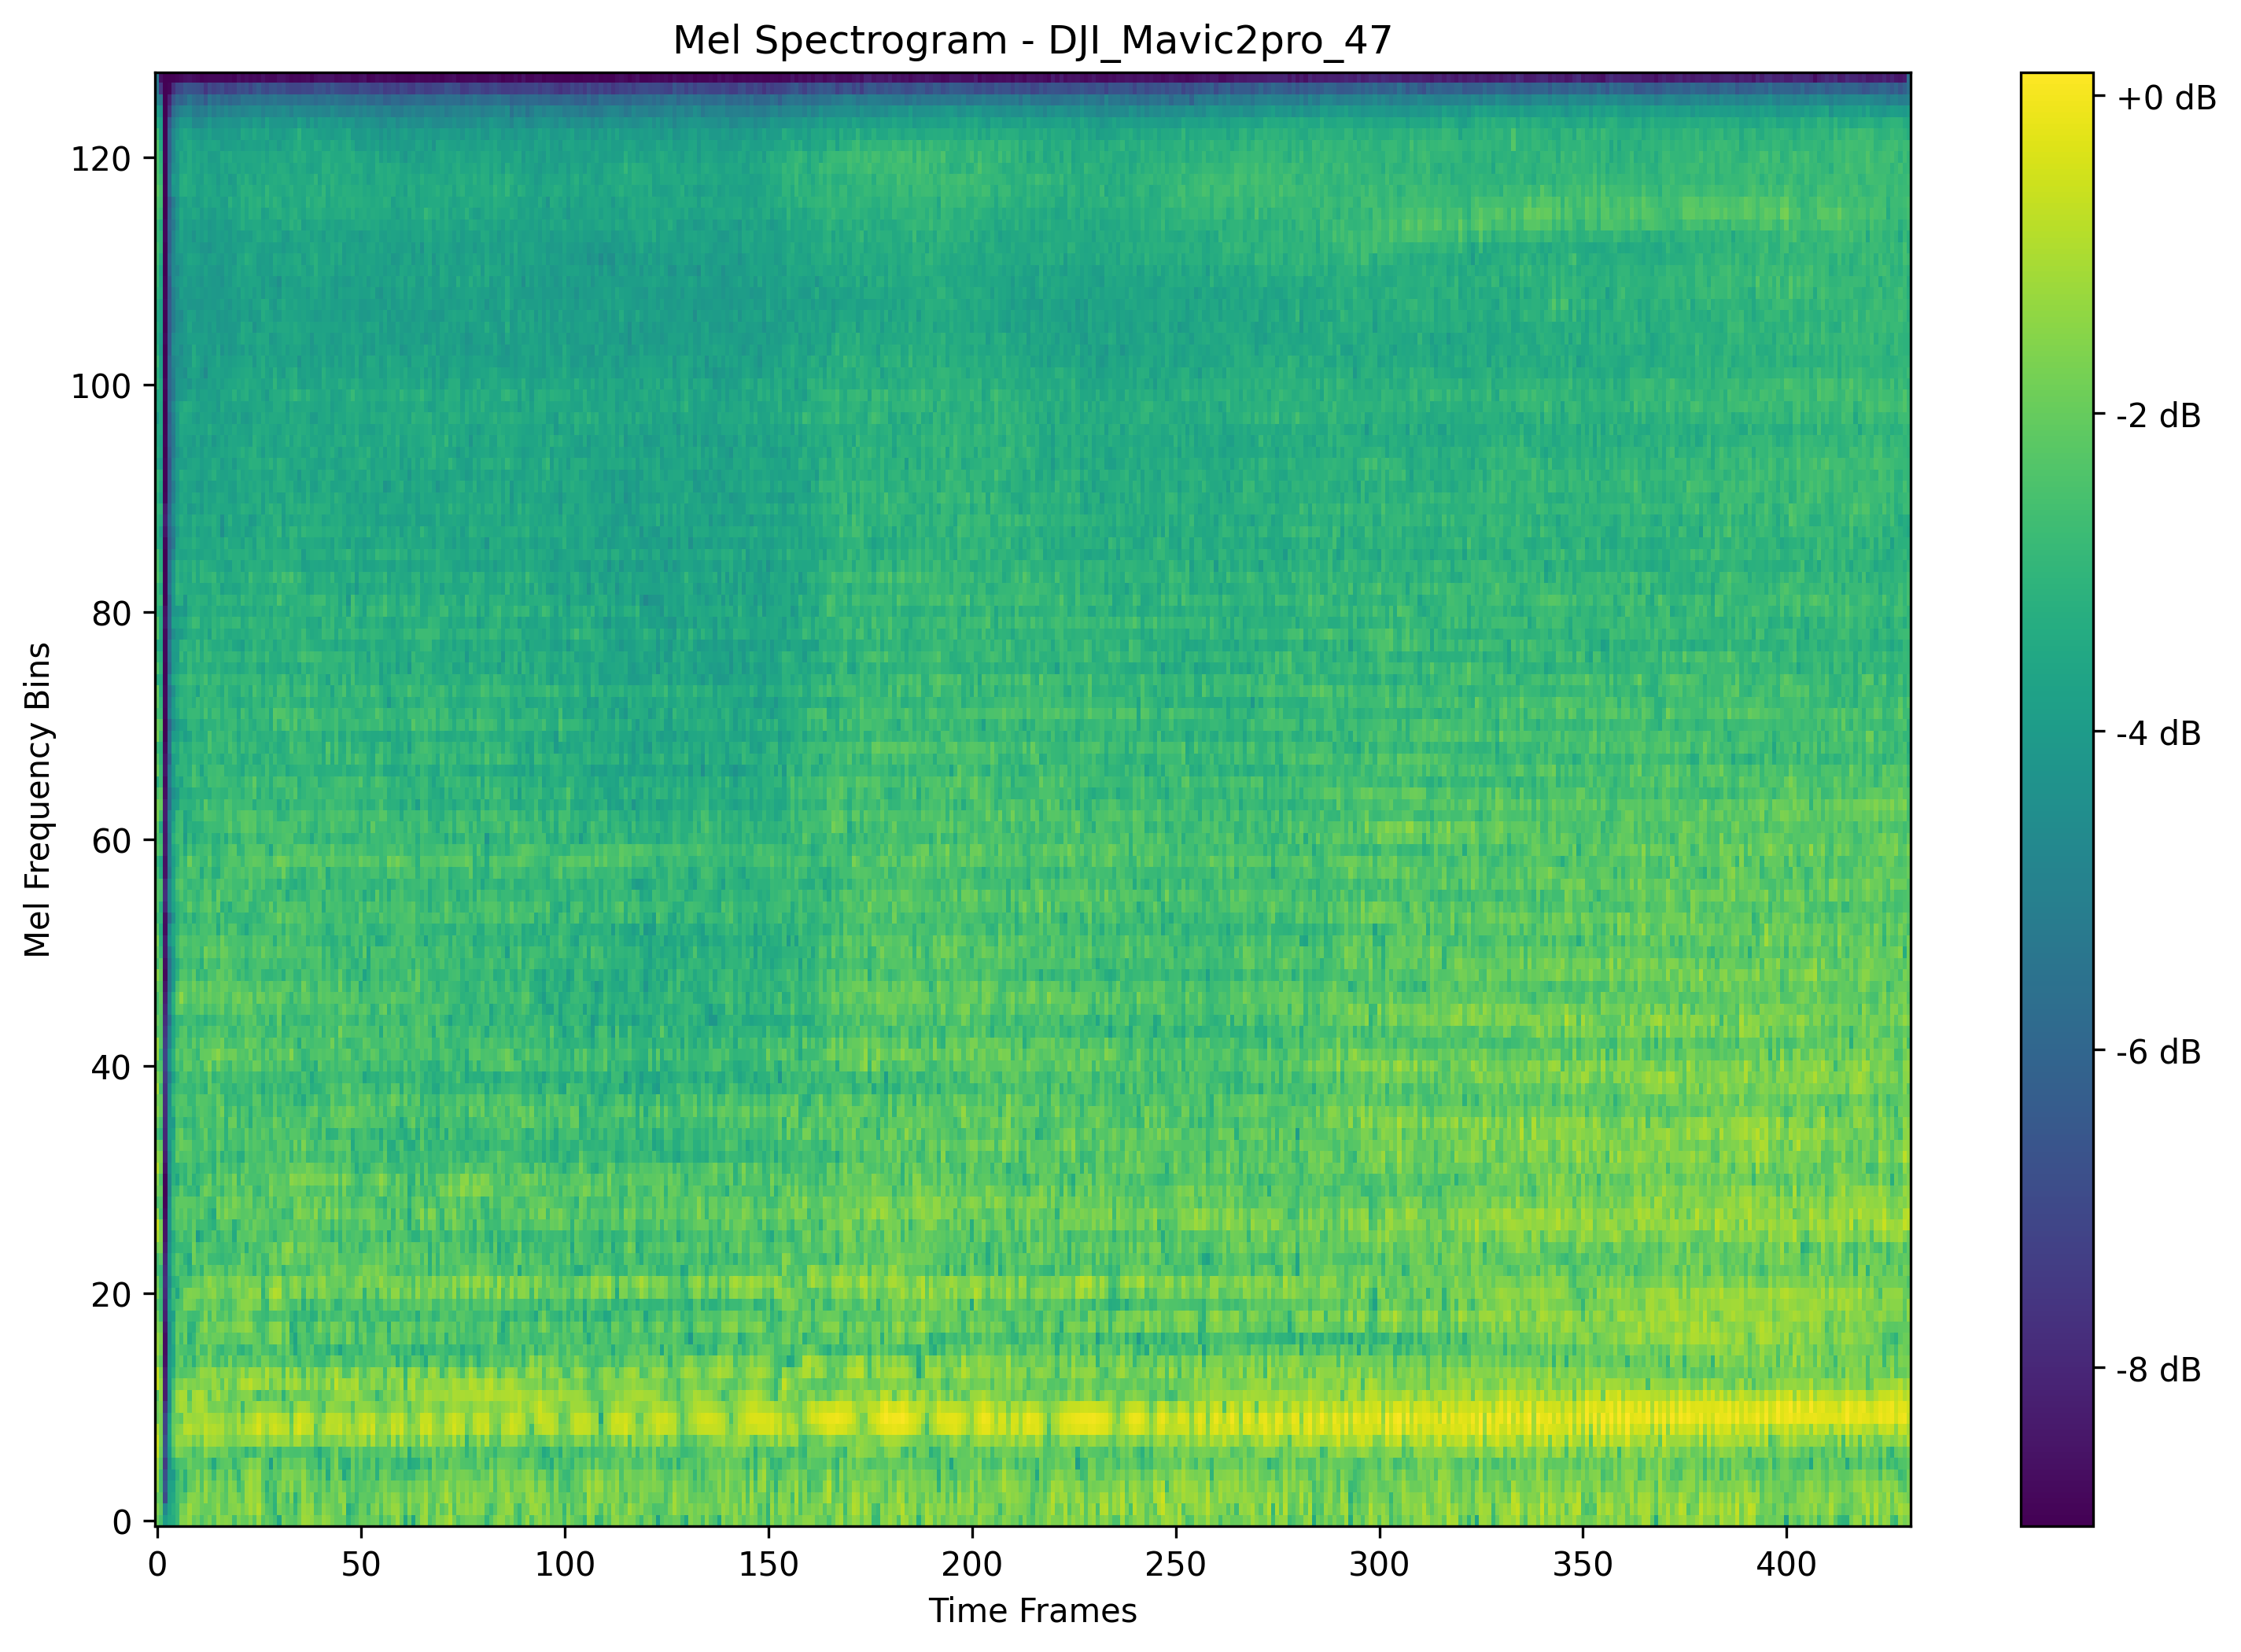 Mel Spectrogram - DJI_Mavic2pro_47
Mel Frequency Bins
120
100
80
60
40
20
0
0 50 100 150 200 250 300 350 400
Time Frames
+0 dB
-2 dB
-4 dB
-6 dB
-8 dB